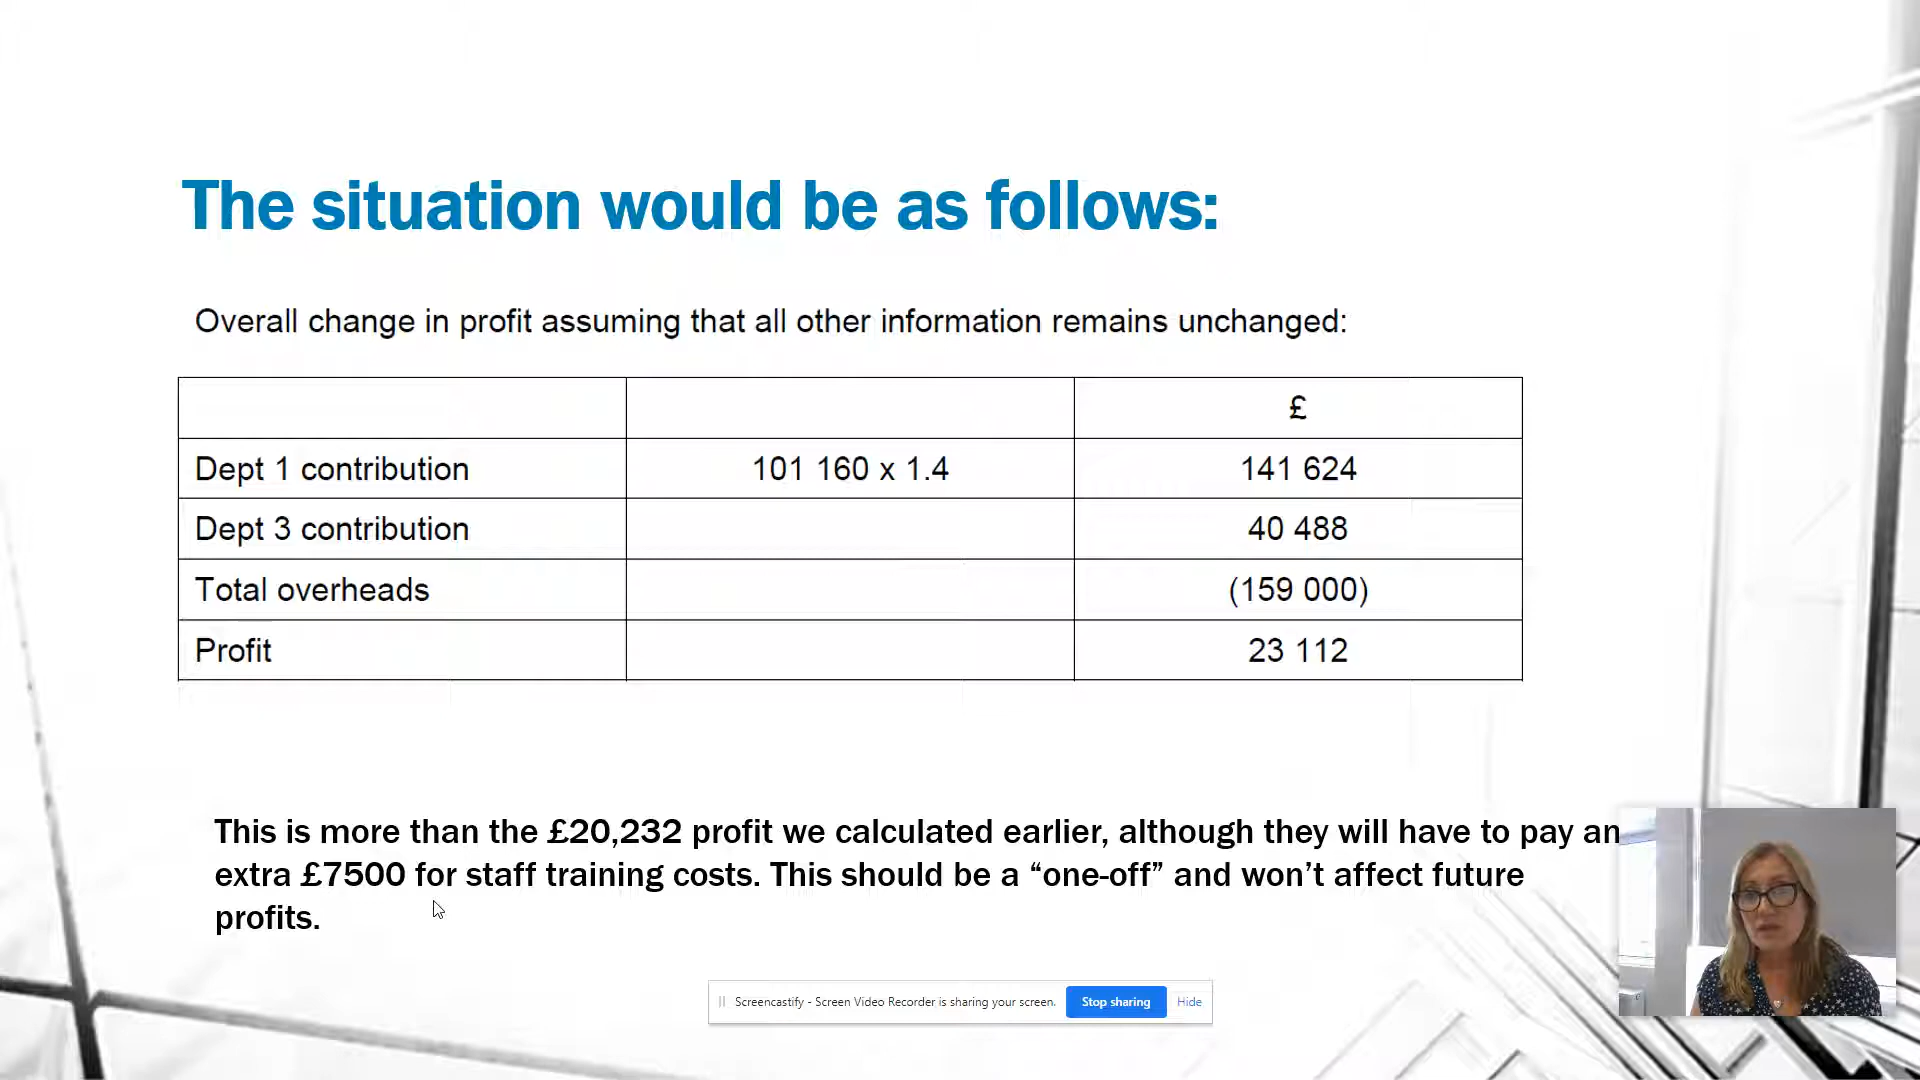 The situation would be as follows:
Overall change in profit assuming that all other information remains unchanged:
£
Dept 1 contribution 101 160 x 1.4 141 624
Dept 3 contribution 40 488
Total overheads (159 000)
Profit 23 112
This is more than the £20,232 profit we calculated earlier, although they will have to pay an
extra £7500 for staff training costs. This should be a “one-off” and won’t affect future
profits.
Screencastify - Screen Video Recorder is sharing your screen. Stop sharing Hide